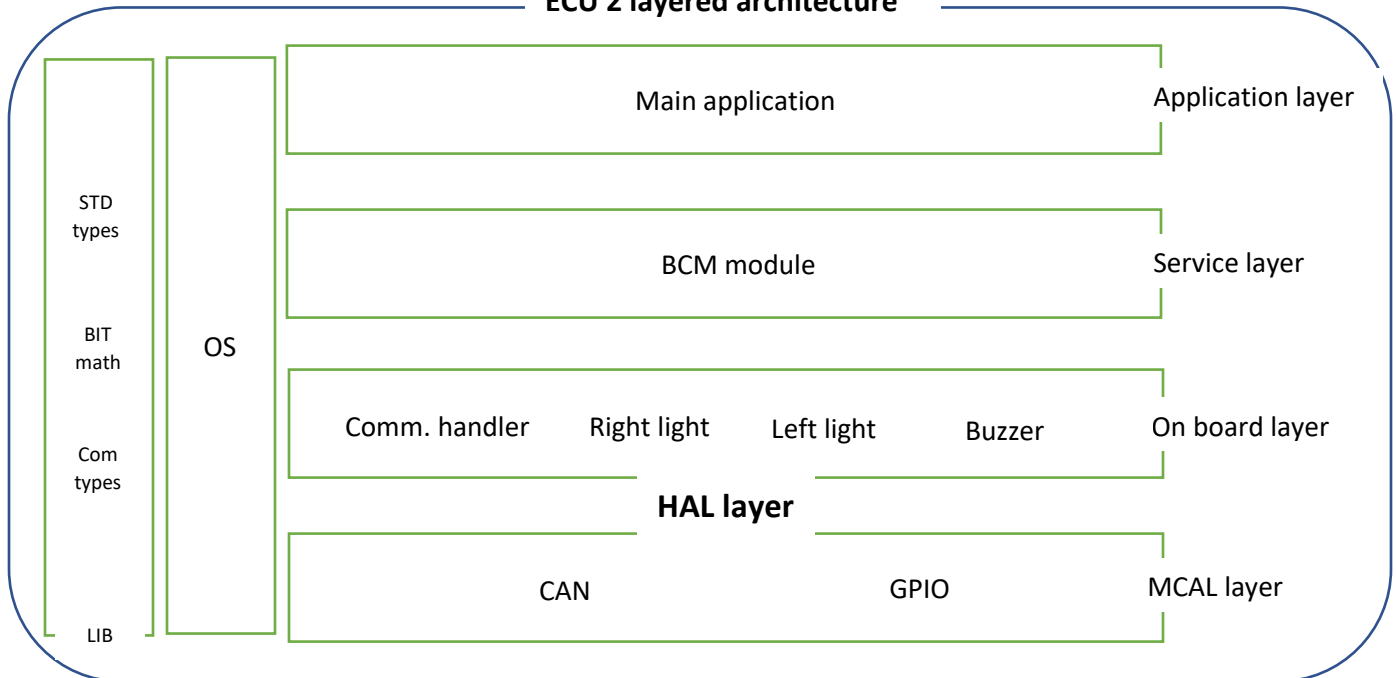 ECU 2 layered architecture
Main application
Application layer
STD
types
BCM module
Service layer
BIT
math
OS
Comm. handler
Right light
Left light
Buzzer
On board layer
Com
types
HAL layer
CAN
GPIO
MCAL layer
LIB